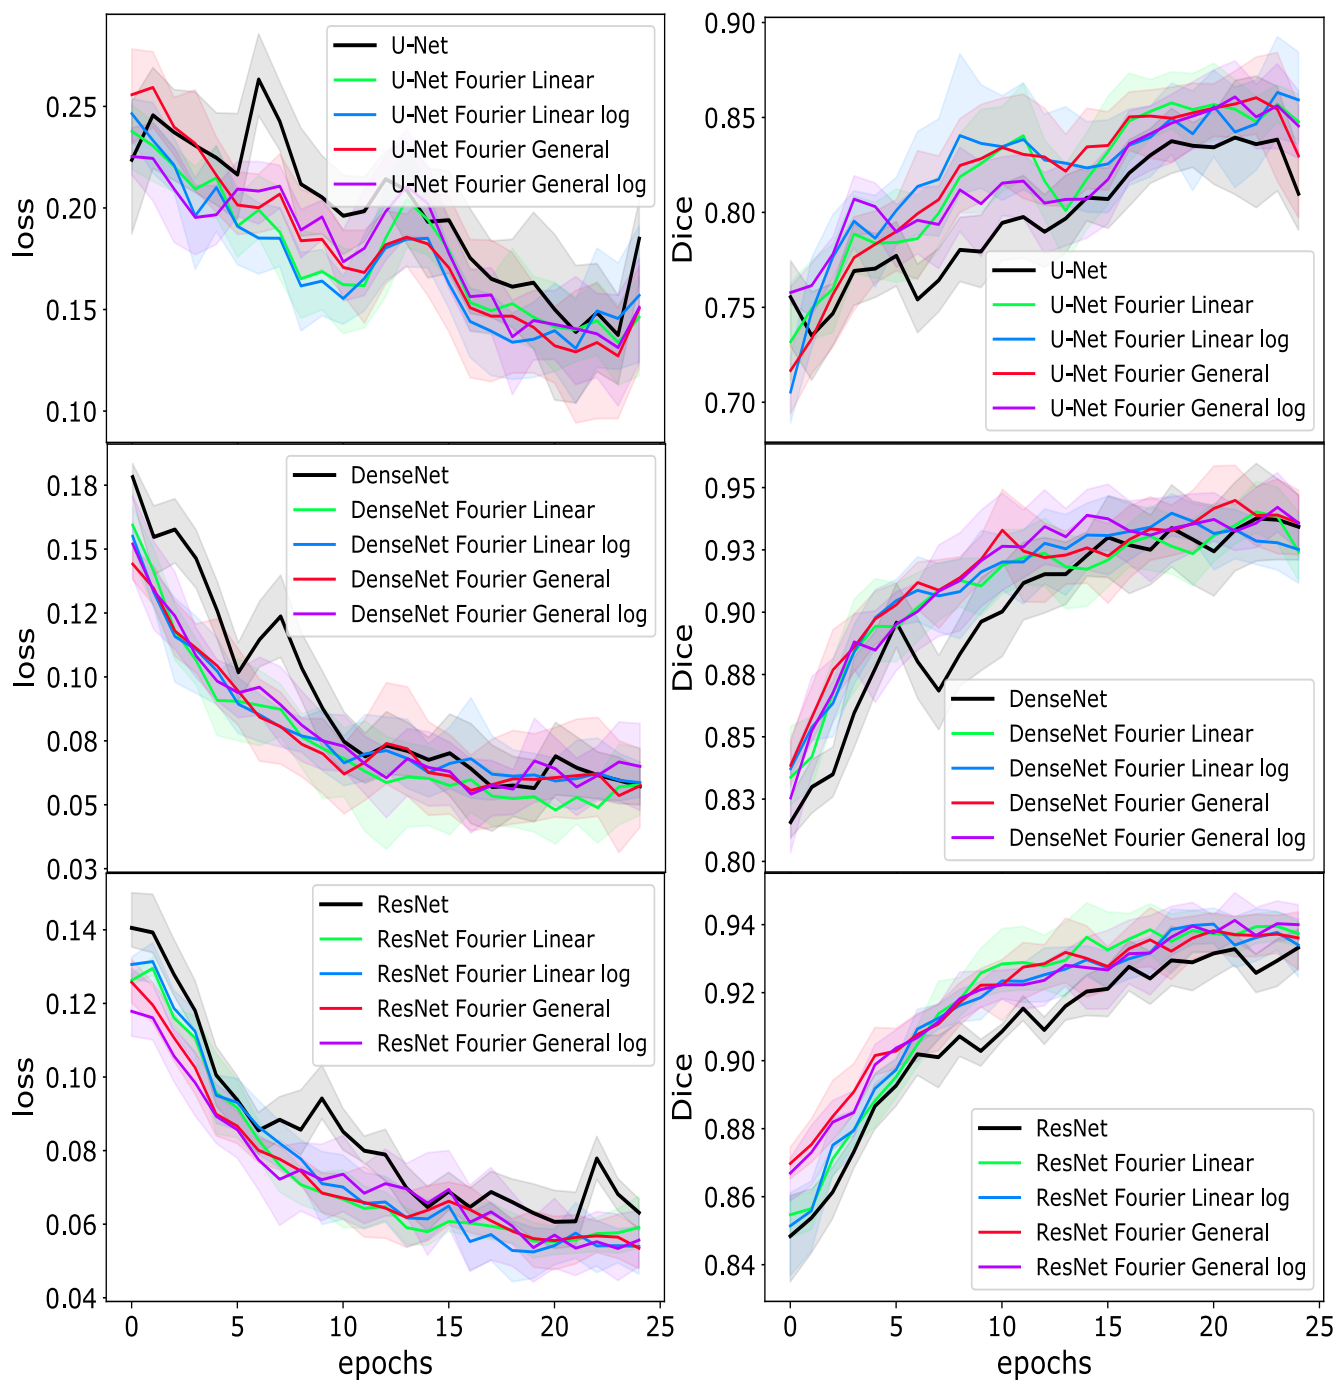 loss
0.25
0.20
0.15
0.10
U-Net
U-Net Fourier Linear
U-Net Fourier Linear log
U-Net Fourier General
U-Net Fourier General log
Dice
0.90
0.85
0.80
0.75
0.70
U-Net
U-Net Fourier Linear
U-Net Fourier Linear log
U-Net Fourier General
U-Net Fourier General log
loss
0.18
0.15
0.12
0.10
0.08
0.05
0.03
DenseNet
DenseNet Fourier Linear
DenseNet Fourier Linear log
DenseNet Fourier General
DenseNet Fourier General log
Dice
0.95
0.93
0.90
0.88
0.85
0.83
0.80
DenseNet
DenseNet Fourier Linear
DenseNet Fourier Linear log
DenseNet Fourier General
DenseNet Fourier General log
loss
0.14
0.12
0.10
0.08
0.06
0.04
ResNet
ResNet Fourier Linear
ResNet Fourier Linear log
ResNet Fourier General
ResNet Fourier General log
0 5 10 15 20 25
epochs
Dice
0.94
0.92
0.90
0.88
0.86
0.84
ResNet
ResNet Fourier Linear
ResNet Fourier Linear log
ResNet Fourier General
ResNet Fourier General log
0 5 10 15 20 25
epochs